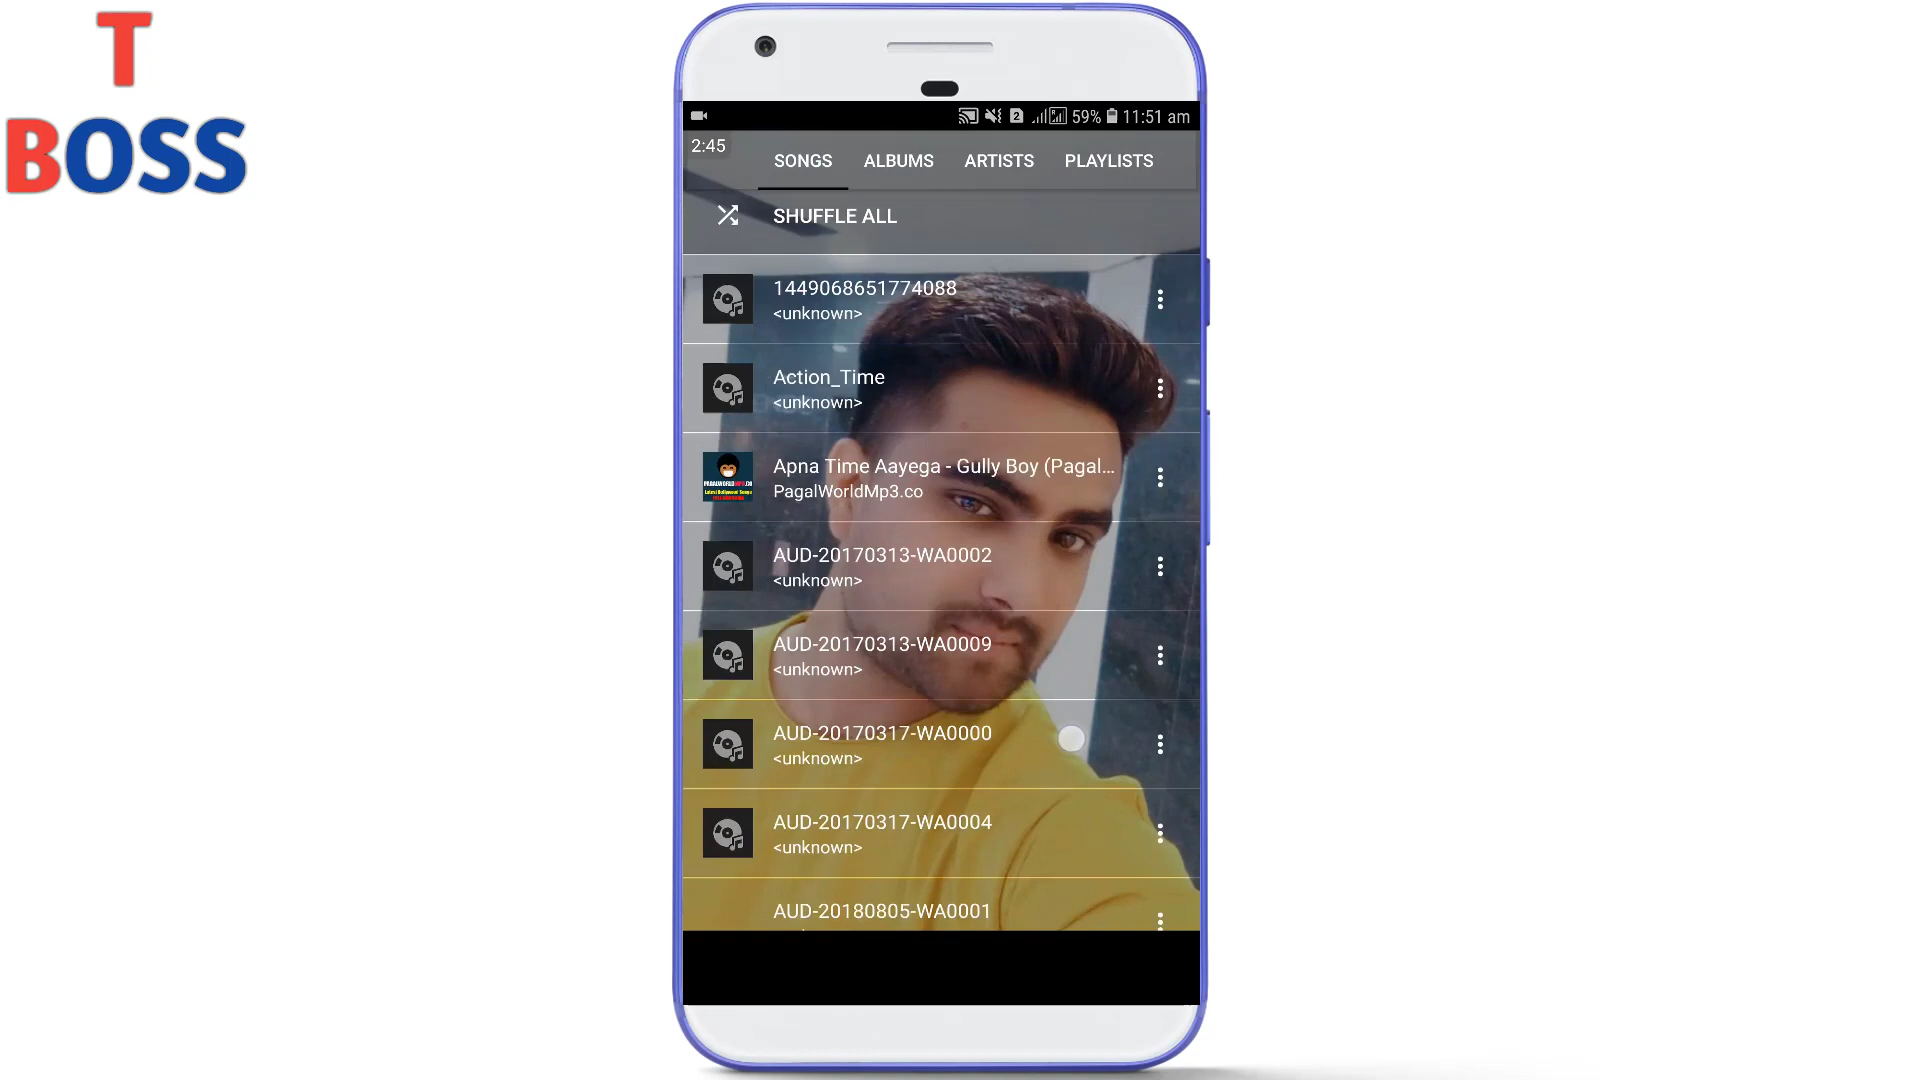 T
BOSS
2 59% 11:51 am
2:45
SONGS ALBUMS ARTISTS PLAYLISTS
SHUFFLE ALL
1449068651774088
<unknown>
Action_Time
<unknown>
Apna Time Aayega - Gully Boy (Pagal...
PagalWorldMp3.co
AUD-20170313-WA0002
<unknown>
AUD-20170313-WA0009
<unknown>
AUD-20170317-WA0000
<unknown>
AUD-20170317-WA0004
<unknown>
AUD-20180805-WA0001